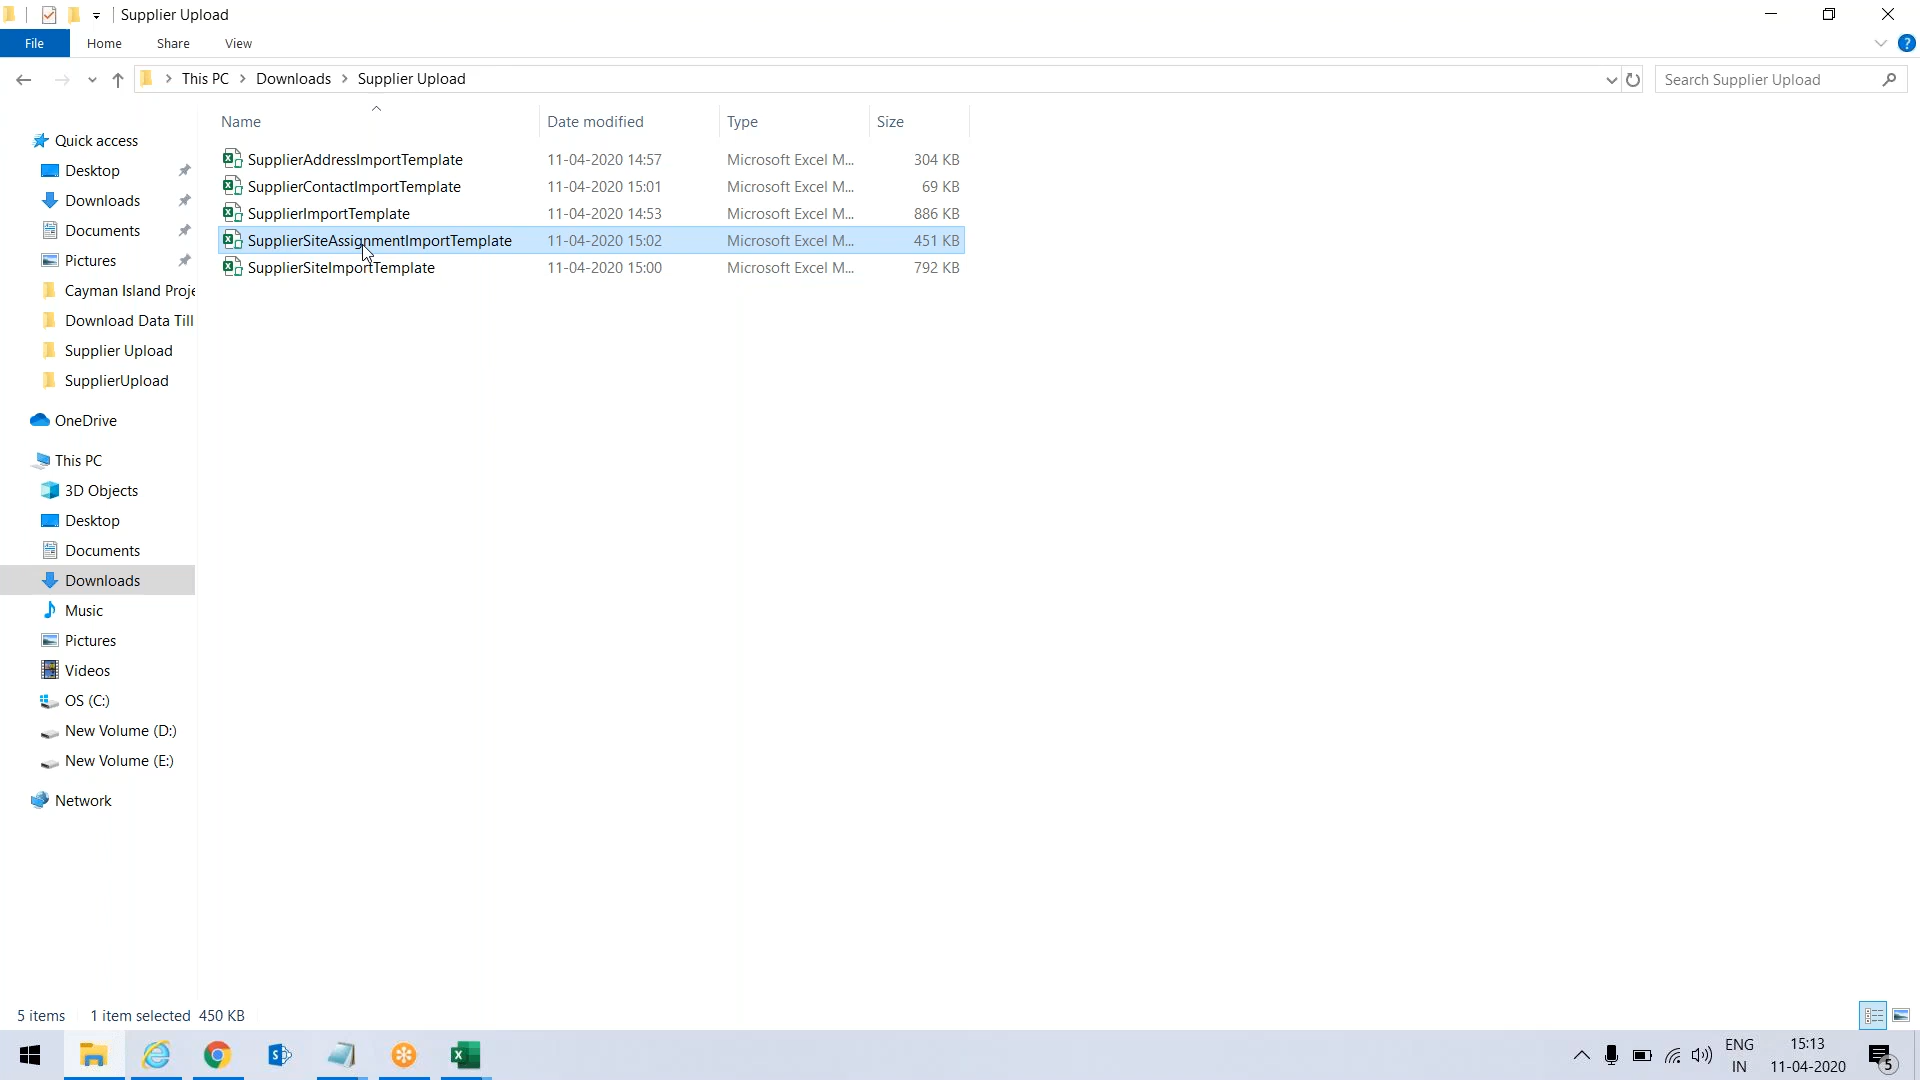 Supplier Upload
File Home Share View
This PC Downloads Supplier Upload
Search Supplier Upload
Name Date modified Type Size
SupplierAddressImportTemplate 11-04-2020 14:57 Microsoft Excel M... 304 KB
SupplierContactImportTemplate 11-04-2020 15:01 Microsoft Excel M... 69 KB
SupplierImportTemplate 11-04-2020 14:53 Microsoft Excel M... 886 KB
SupplierSiteAssignmentImportTemplate 11-04-2020 15:02 Microsoft Excel M... 451 KB
SupplierSiteImportTemplate 11-04-2020 15:00 Microsoft Excel M... 792 KB
Quick access
Desktop
Downloads
Documents
Pictures
Cayman Island Proje
Download Data Till
Supplier Upload
SupplierUpload
OneDrive
This PC
3D Objects
Desktop
Documents
Downloads
Music
Pictures
Videos
OS (C:)
New Volume (D:)
New Volume (E:)
Network
5 items 1 item selected 450 KB
ENG 15:13
IN 11-04-2020 5